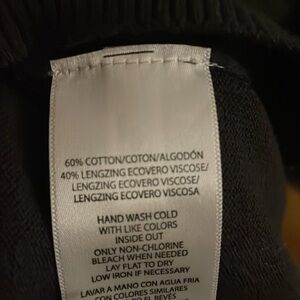 60% COTTON/COTON/ALGODÓN
40% LENGZING ECOVERO VISCOSE/
LENGZING ECOVERO VISCOSE/
LENGZING ECOVERO VISCOSA
HAND WASH COLD
WITH LIKE COLORS
INSIDE OUT
ONLY NON-CHLORINE
BLEACH WHEN NEEDED
LAY FLAT TO DRY
LOW IRON IF NECESSARY
LAVAR A MANO CON AGUA FRIA
CON COLORES SIMILARES
EL REVES